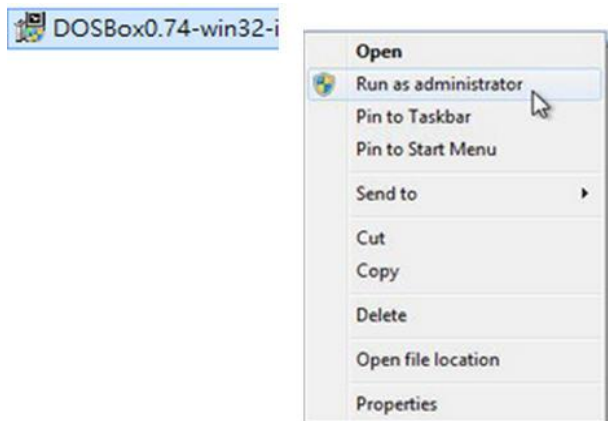 DOSBox0.74-win32-i
Open
Run as administrator
Pin to Taskbar
Pin to Start Menu
Send to
Cut
Copy
Delete
Open file location
Properties